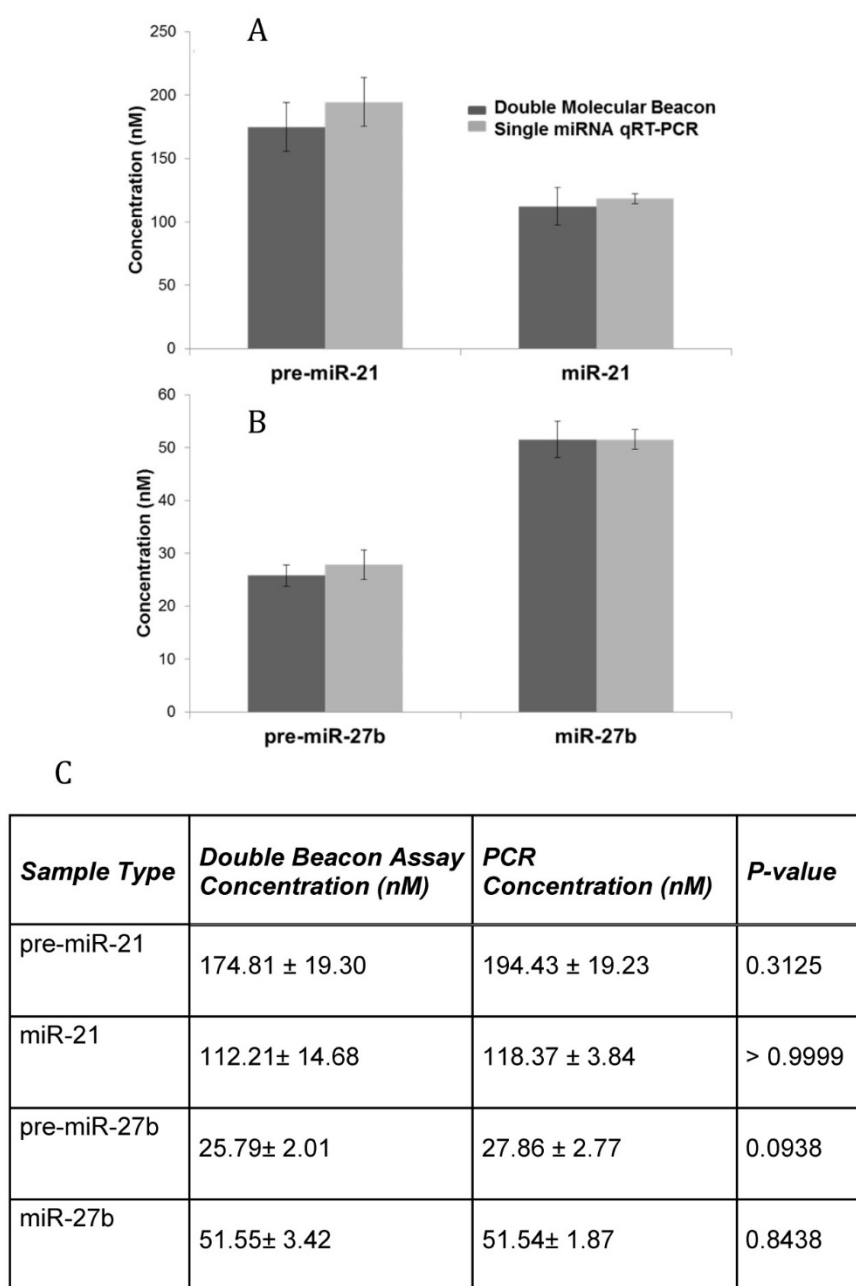 A
250
200
150
100
50
0
Concentration (nM)
Double Molecular Beacon
Single miRNA qRT-PCR
pre-miR-21 miR-21
B
60
50
40
30
20
10
0
Concentration (nM)
pre-miR-27b miR-27b
C
Sample Type Double Beacon Assay Concentration (nM) PCR Concentration (nM) P-value
pre-miR-21 174.81 ± 19.30 194.43 ± 19.23 0.3125
miR-21 112.21± 14.68 118.37 ± 3.84 > 0.9999
pre-miR-27b 25.79± 2.01 27.86 ± 2.77 0.0938
miR-27b 51.55± 3.42 51.54± 1.87 0.8438